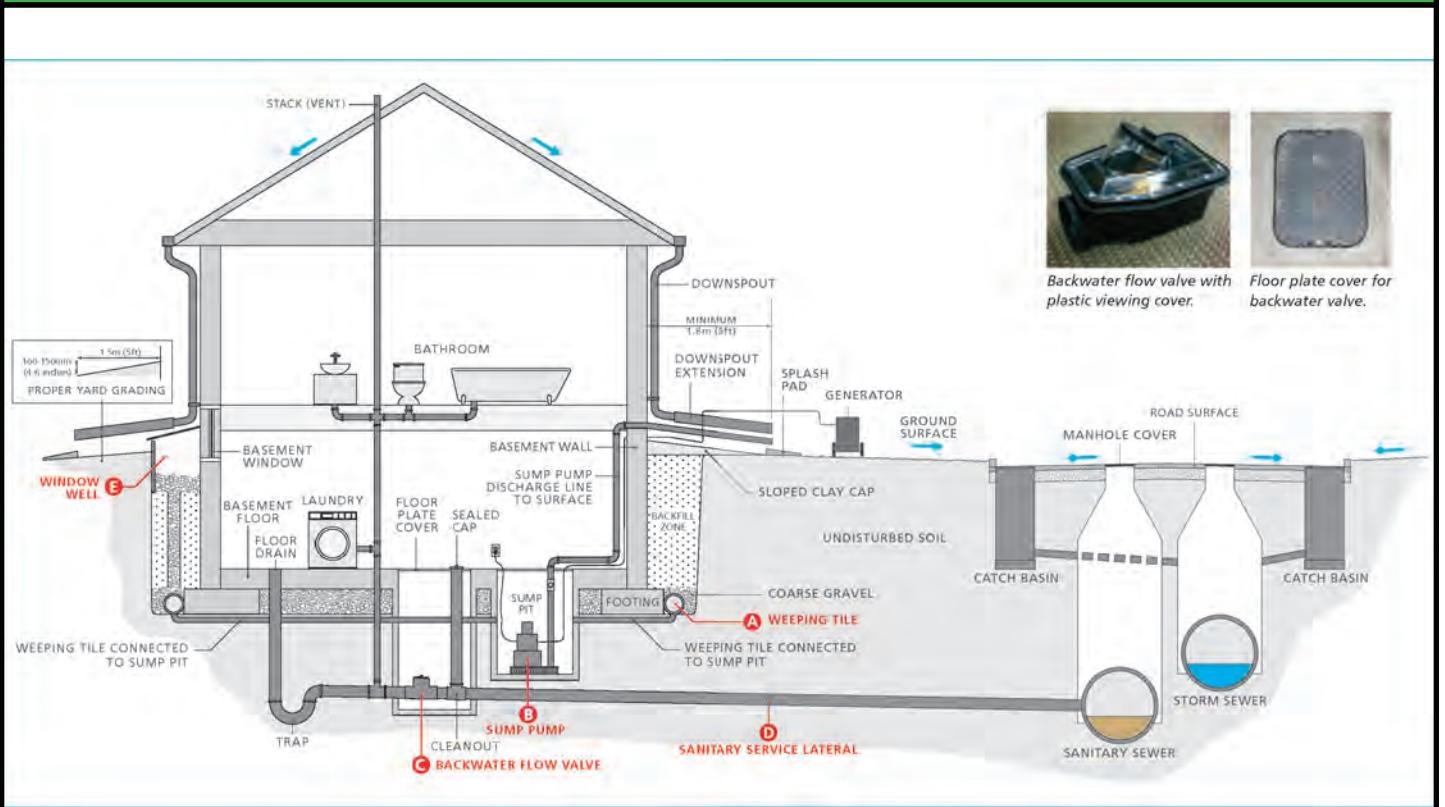 STACK (VENT)
Backwater flow valve with
plastic viewing cover.
Floor plate cover for
backwater valve.
DOWNSPOUT
MINIMUM
1.8m (5ft)
BATHROOM
1.5m (5ft)
(4-6 inches)
PROPER YARD GRADING
DOWNSPOUT
EXTENSION
SPLASH
PAD
GENERATOR
GROUND
SURFACE
ROAD SURFACE
MANHOLE COVER
BASEMENT
WINDOW
BASEMENT WALL
WINDOW
WELL
E
SUMP PUMP
DISCHARGE LINE
TO SURFACE
SLOPED CLAY CAP
BASEMENT
FLOOR
LAUNDRY
FLOOR
PLATE
COVER
SEALED
CAP
FLOOR
DRAIN
BACKFILL
ZONE
UNDISTURBED SOIL
CATCH BASIN
CATCH BASIN
SUMP
PIT
FOOTING
COARSE GRAVEL
A WEEPING TILE
WEEPING TILE CONNECTED
TO SUMP PIT
WEEPING TILE CONNECTED
TO SUMP PIT
B
SUMP PUMP
D
SANITARY SERVICE LATERAL
STORM SEWER
SANITARY SEWER
TRAP
CLEANOUT
C BACKWATER FLOW VALVE